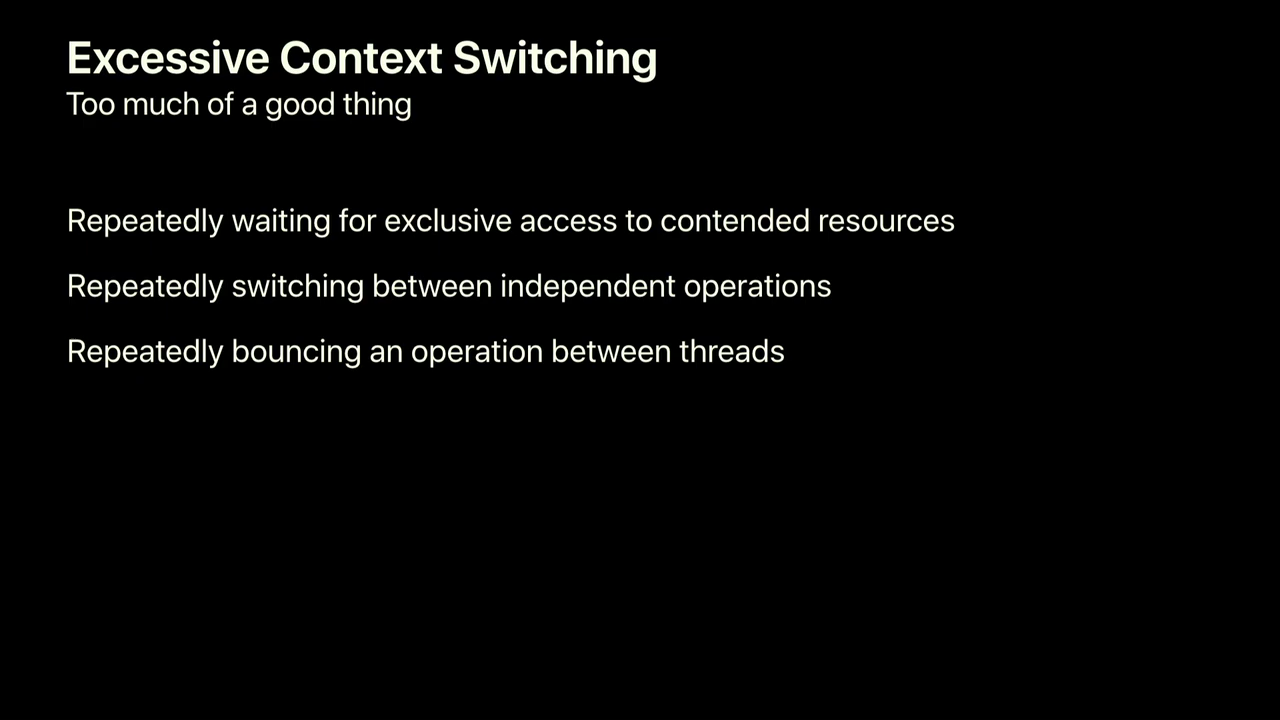 Excessive Context Switching
Too much of a good thing
Repeatedly waiting for exclusive access to contended resources
Repeatedly switching between independent operations
Repeatedly bouncing an operation between threads